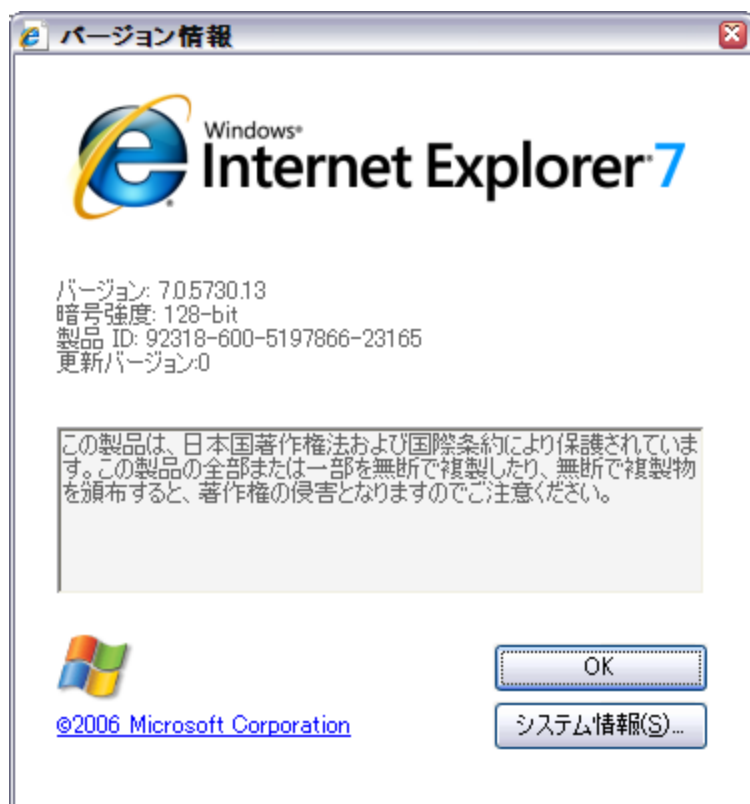 バージョン情報
Windows®
Internet Explorer 7
バージョン: 7.0.5730.13
暗号強度: 128-bit
製品 ID: 92318-600-5197866-23165
更新バージョン:0
この製品は、日本国著作権法および国際条約により保護されていま
す。この製品の全部または一部を無断で複製したり、無断で複製物
を頒布すると、著作権の侵害となりますのでご注意ください。
OK
©2006 Microsoft Corporation
システム情報(S)...